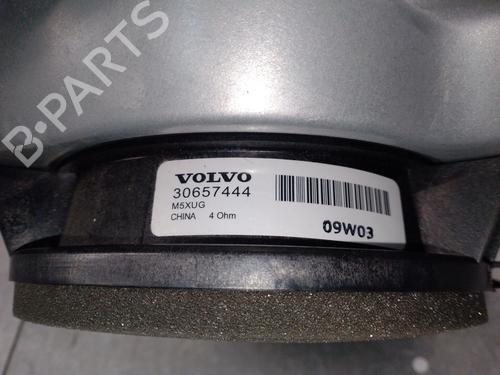 B-PARTS
VOLVO
30657444
M5XUG
CHINA 4 Ohm
09W03